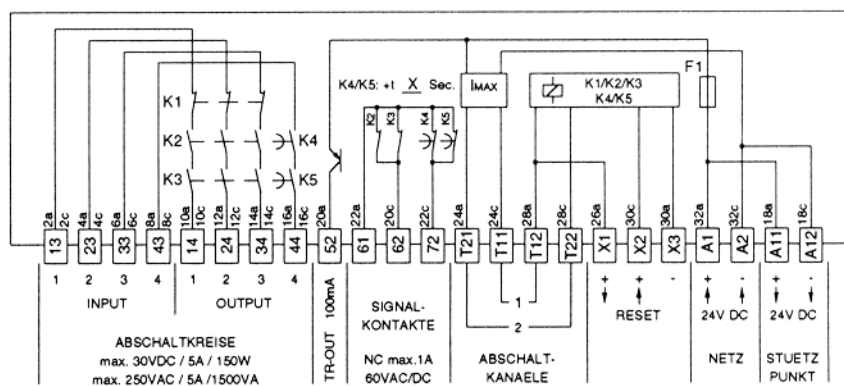 K4/K5: +t X Sec.
IMAX
K1/K2/K3
K4/K5
F1
K1
K2
K3
K4
K5
K2
K3
K4
K5
2a 2c 4a 4c 6a 6c 8a 8c 10a 10c 12a 12c 14a 14c 16a 16c 20a 22a 20c 22c 24a 24c 28a 28c 26a 30c 30a 32a 32c 18a 18c
13 23 33 43 14 24 34 44 52 61 62 72 T21 T11 T12 T22 X1 X2 X3 A1 A2 A11 A12
1 2 3 4 1 2 3 4
+ + - + - + -
INPUT
OUTPUT
ABSCHALTKREISE
max. 30VDC / 5A / 150W
max. 250VAC / 5A /1500VA
TR-OUT 100mA
SIGNAL-
KONTAKTE
NC max.1A
60VAC/DC
1
2
ABSCHALT-
KANAELE
RESET
24V DC
NETZ
24V DC
STUETZ
PUNKT